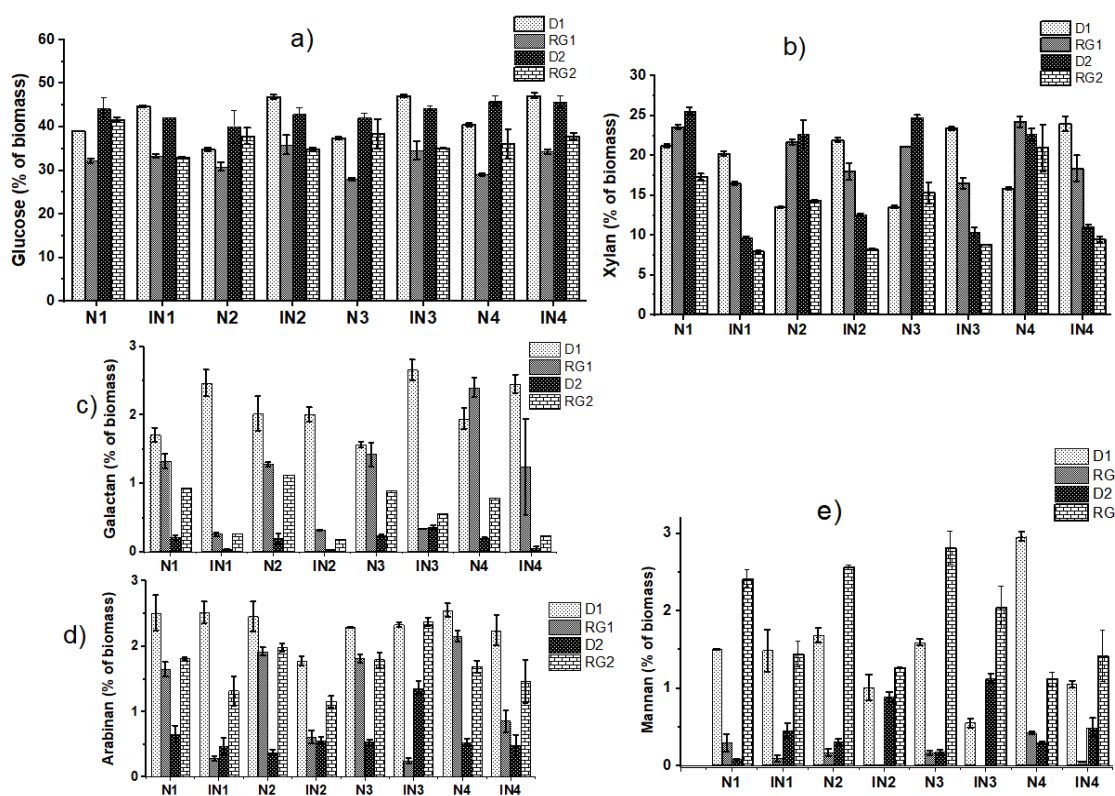 a)
D1
RG1
D2
RG2
Glucose (% of biomass)
60
50
40
30
40
30
0
N1 IN1 N2 IN2 N3 IN3 N4 IN4
b)
D1
RG1
D2
RG2
Xylan (% of biomass)
30
25
20
15
10
5
0
N1 IN1 N2 IN2 N3 IN3 N4 IN4
c)
D1
RG1
D2
RG2
Galactan (% of biomass)
3
2
1
0
N1 IN1 N2 IN2 N3 IN3 N4 IN4
d)
D1
RG1
D2
RG2
Arabinan (% of biomass)
3
2
1
0
N1 IN1 N2 IN2 N3 IN3 N4 IN4
e)
D1
RG
D2
RG
Mannan (% of biomass)
3
2
1
0
N1 IN1 N2 IN2 N3 IN3 N4 IN4